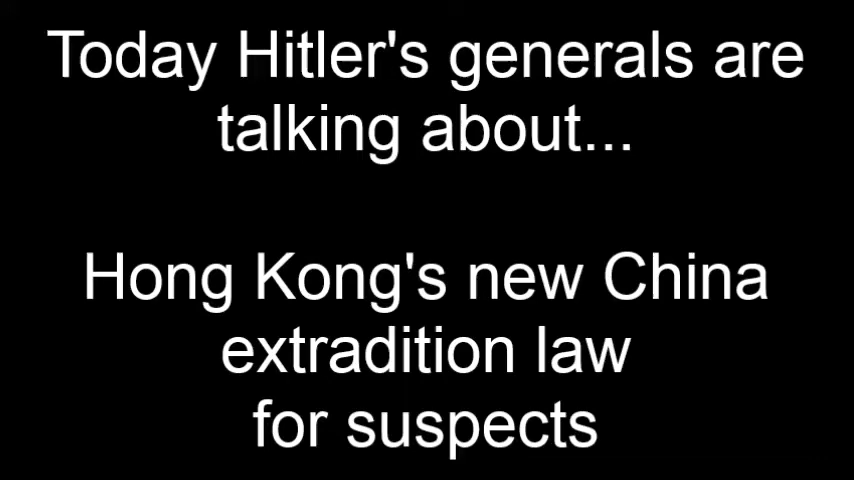 Today Hitler's generals are
talking about...
Hong Kong's new China
extradition law
for suspects